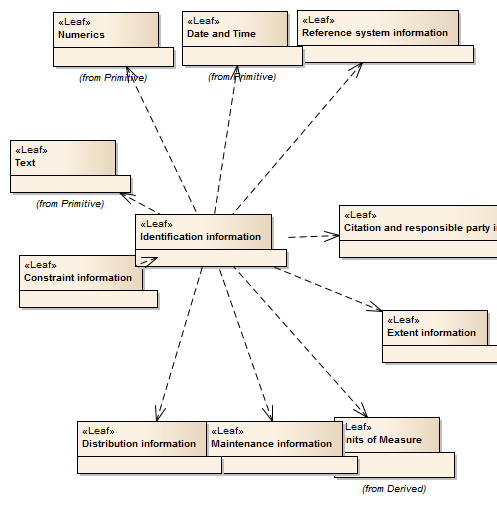 «Leaf»
Numerics
(from Primitive)
«Leaf»
Date and Time
(from Primitive)
«Leaf»
Reference system information
«Leaf»
Text
(from Primitive)
«Leaf»
Identification information
«Leaf»
Citation and responsible party in
«Leaf»
Constraint information
«Leaf»
Extent information
«Leaf»
Distribution information
«Leaf»
Maintenance information
Leaf»
nits of Measure
(from Derived)